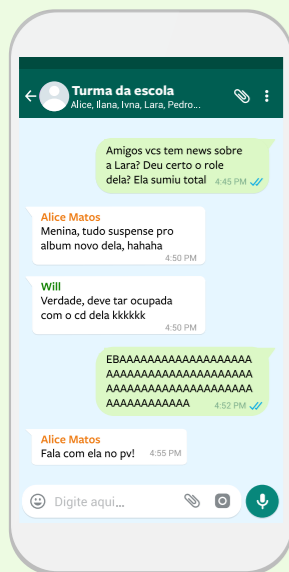 Turma da escola
Alice, Ilana, Ivna, Lara, Pedro...
Amigos vcs tem news sobre
a Lara? Deu certo o role
dela? Ela sumiu total 4:45 PM
Alice Matos
Menina, tudo suspense pro
album novo dela, hahaha
4:50 PM
Will
Verdade, deve tar ocupada
com o cd dela kkkkkk
4:50 PM
EBAAAAAAAAAAAAAAAAAAA
AAAAAAAAAAAAAAAAAAAAA
AAAAAAAAAAAAAAAAAAAAA
AAAAAAAAAAAA 4:52 PM
Alice Matos
Fala com ela no pv! 4:55 PM
Digite aqui...